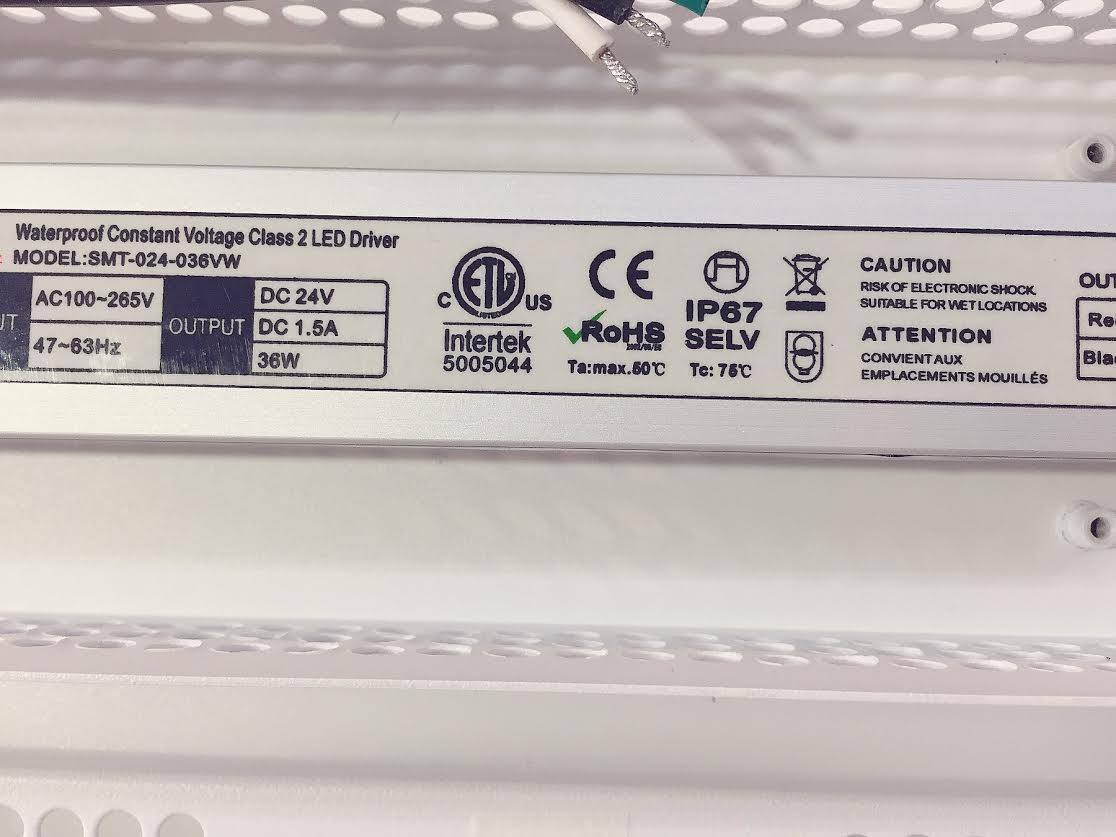 Waterproof Constant Voltage Class 2 LED Driver
MODEL:SMT-024-036VW
AC100~265V
47~63Hz
OUTPUT
DC 24V
DC 1.5A
36W
C ETL US
LISTED
Intertek
5005044
CE
RoHS
Ta:max.50℃
IP67
SELV
Tc: 75℃
CAUTION
RISK OF ELECTRONIC SHOCK.
SUITABLE FOR WET LOCATIONS
ATTENTION
CONVIENT AUX
EMPLACEMENTS MOUILLÉS